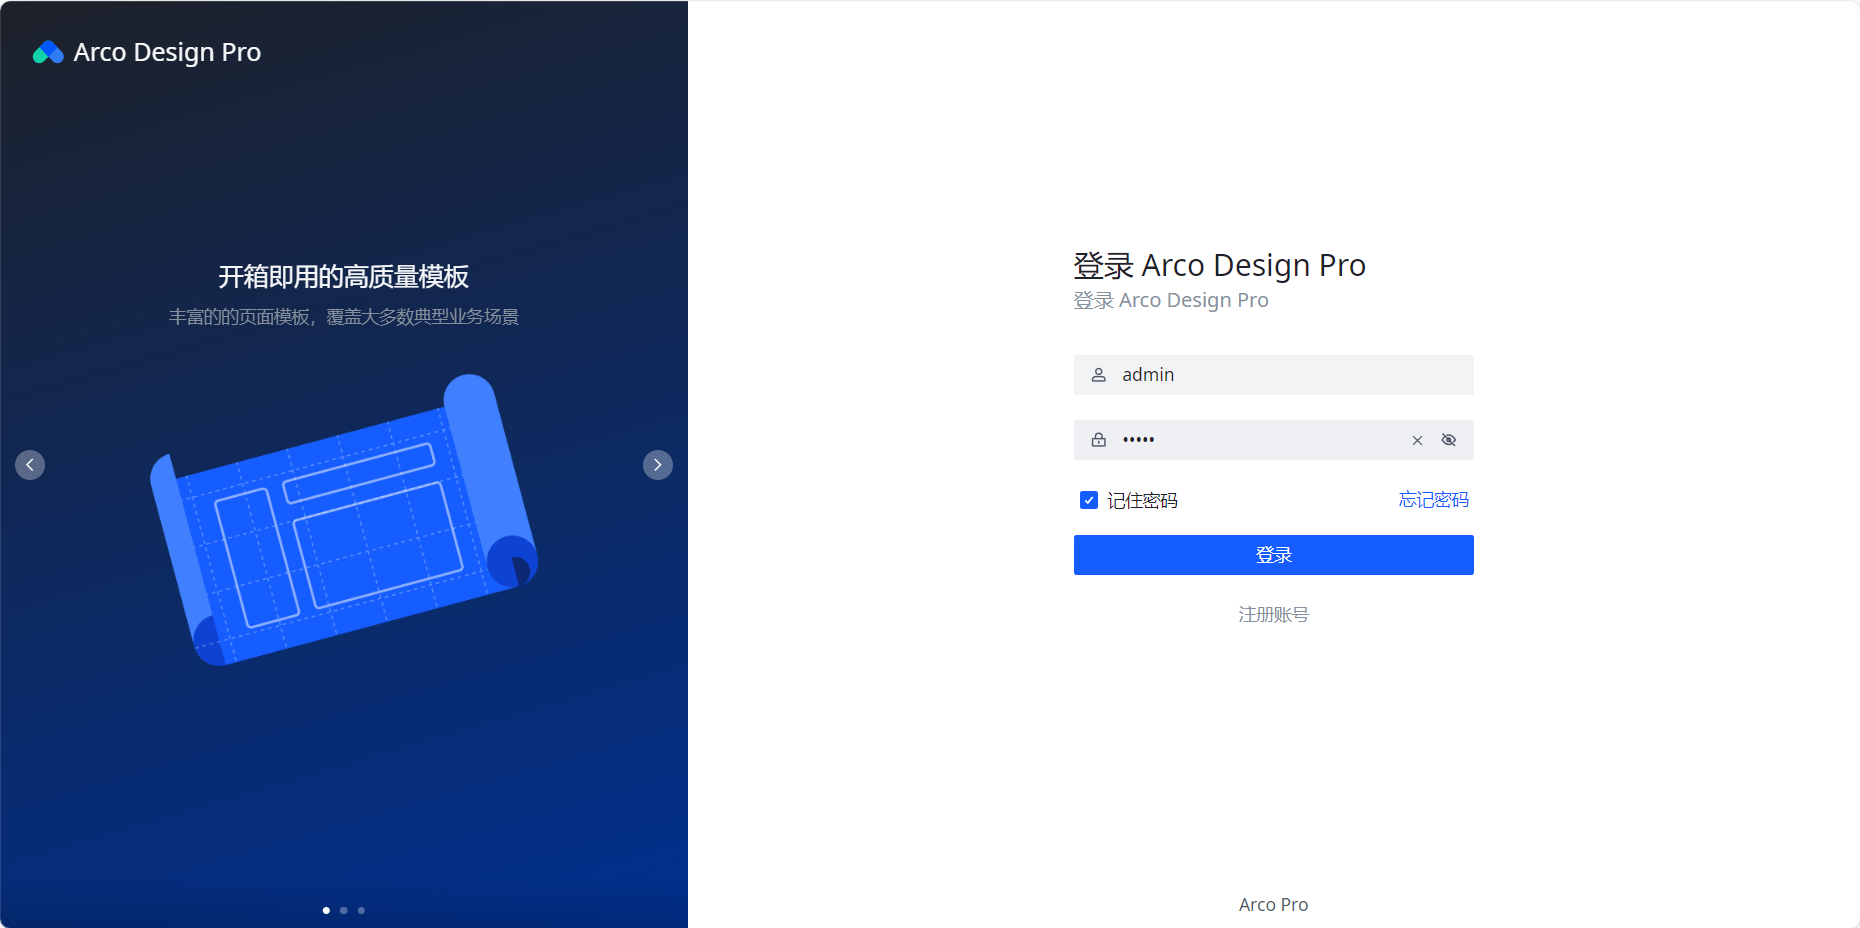 Arco Design Pro
开箱即用的高质量模板
丰富的的页面模板，覆盖大多数典型业务场景
登录 Arco Design Pro
登录 Arco Design Pro
admin
•••••
记住密码 忘记密码
登录
注册账号
Arco Pro